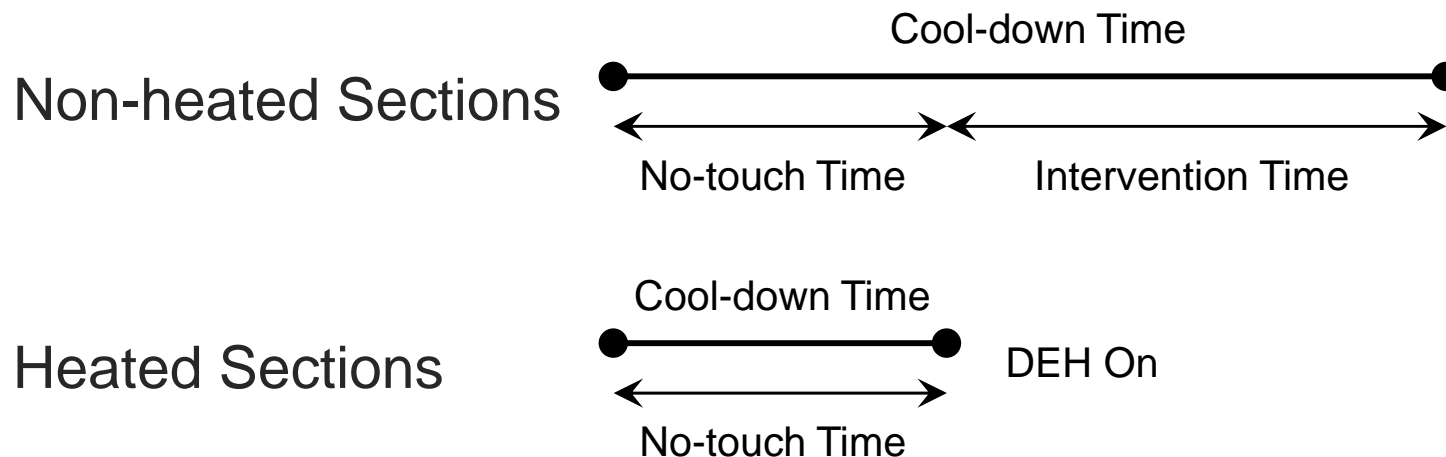 Cool-down Time
Non-heated Sections
No-touch Time
Intervention Time
Cool-down Time
Heated Sections
DEH On
No-touch Time